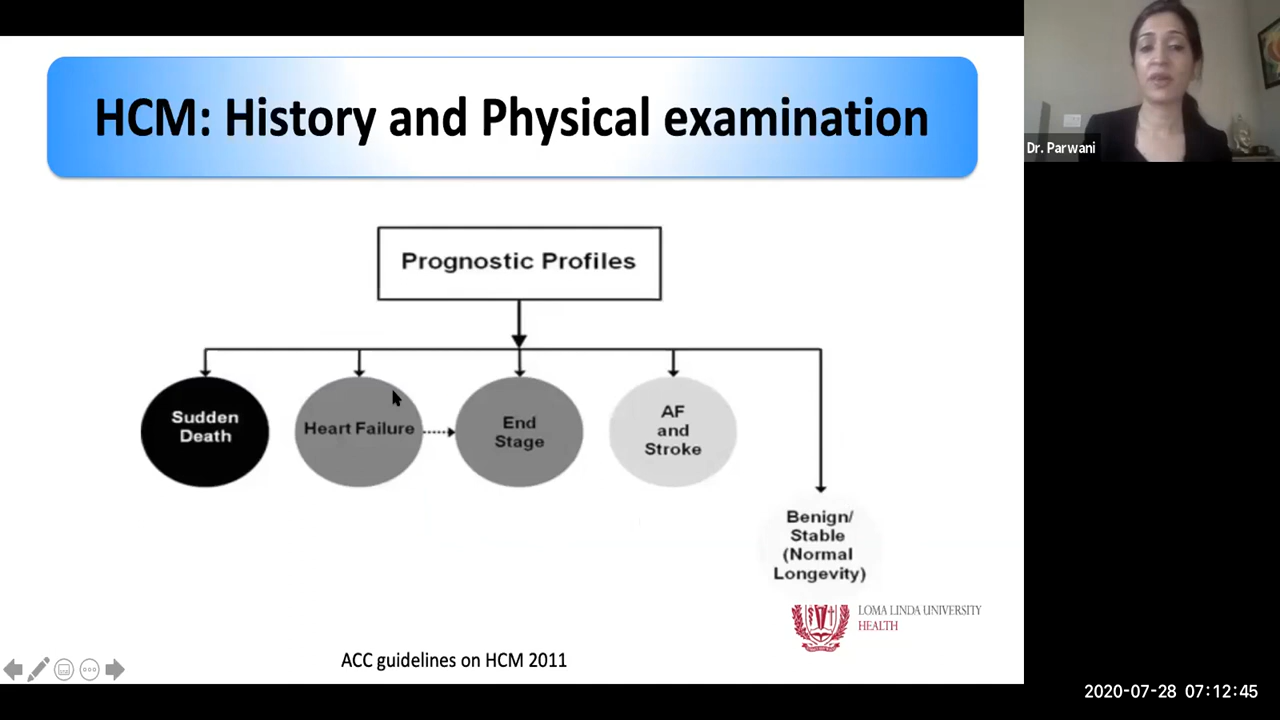 HCM: History and Physical examination
Dr. Parwani
Prognostic Profiles
Sudden
Death
Heart Failure
End
Stage
AF
and
Stroke
Benign/
Stable
(Normal
Longevity)
LOMA LINDA UNIVERSITY
HEALTH
ACC guidelines on HCM 2011
2020-07-28 07:12:45